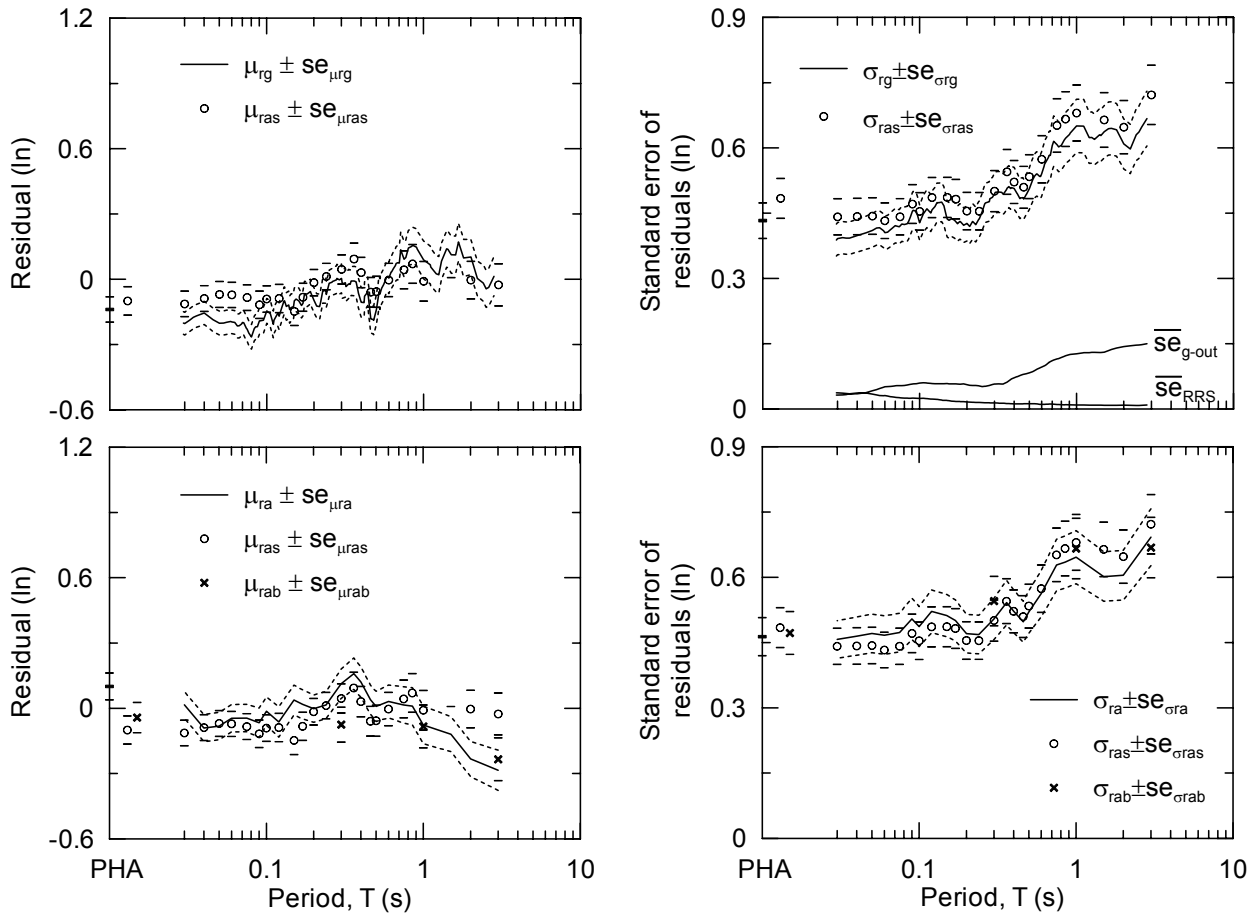 1.2
0.6
0
-0.6
Residual (ln)
μrg ± seμrg
μras ± seμras
0.9
0.6
0.3
0
Standard error of
residuals (ln)
σrg±seσrg
σras±seσras
seg-out
seRRS
1.2
0.6
0
-0.6
Residual (ln)
μra ± seμra
μras ± seμras
μrab ± seμrab
PHA
0.1
1
10
Period, T (s)
0.9
0.6
0.3
0
Standard error of
residuals (ln)
σra±seσra
σras±seσras
σrab±seσrab
PHA
0.1
1
10
Period, T (s)